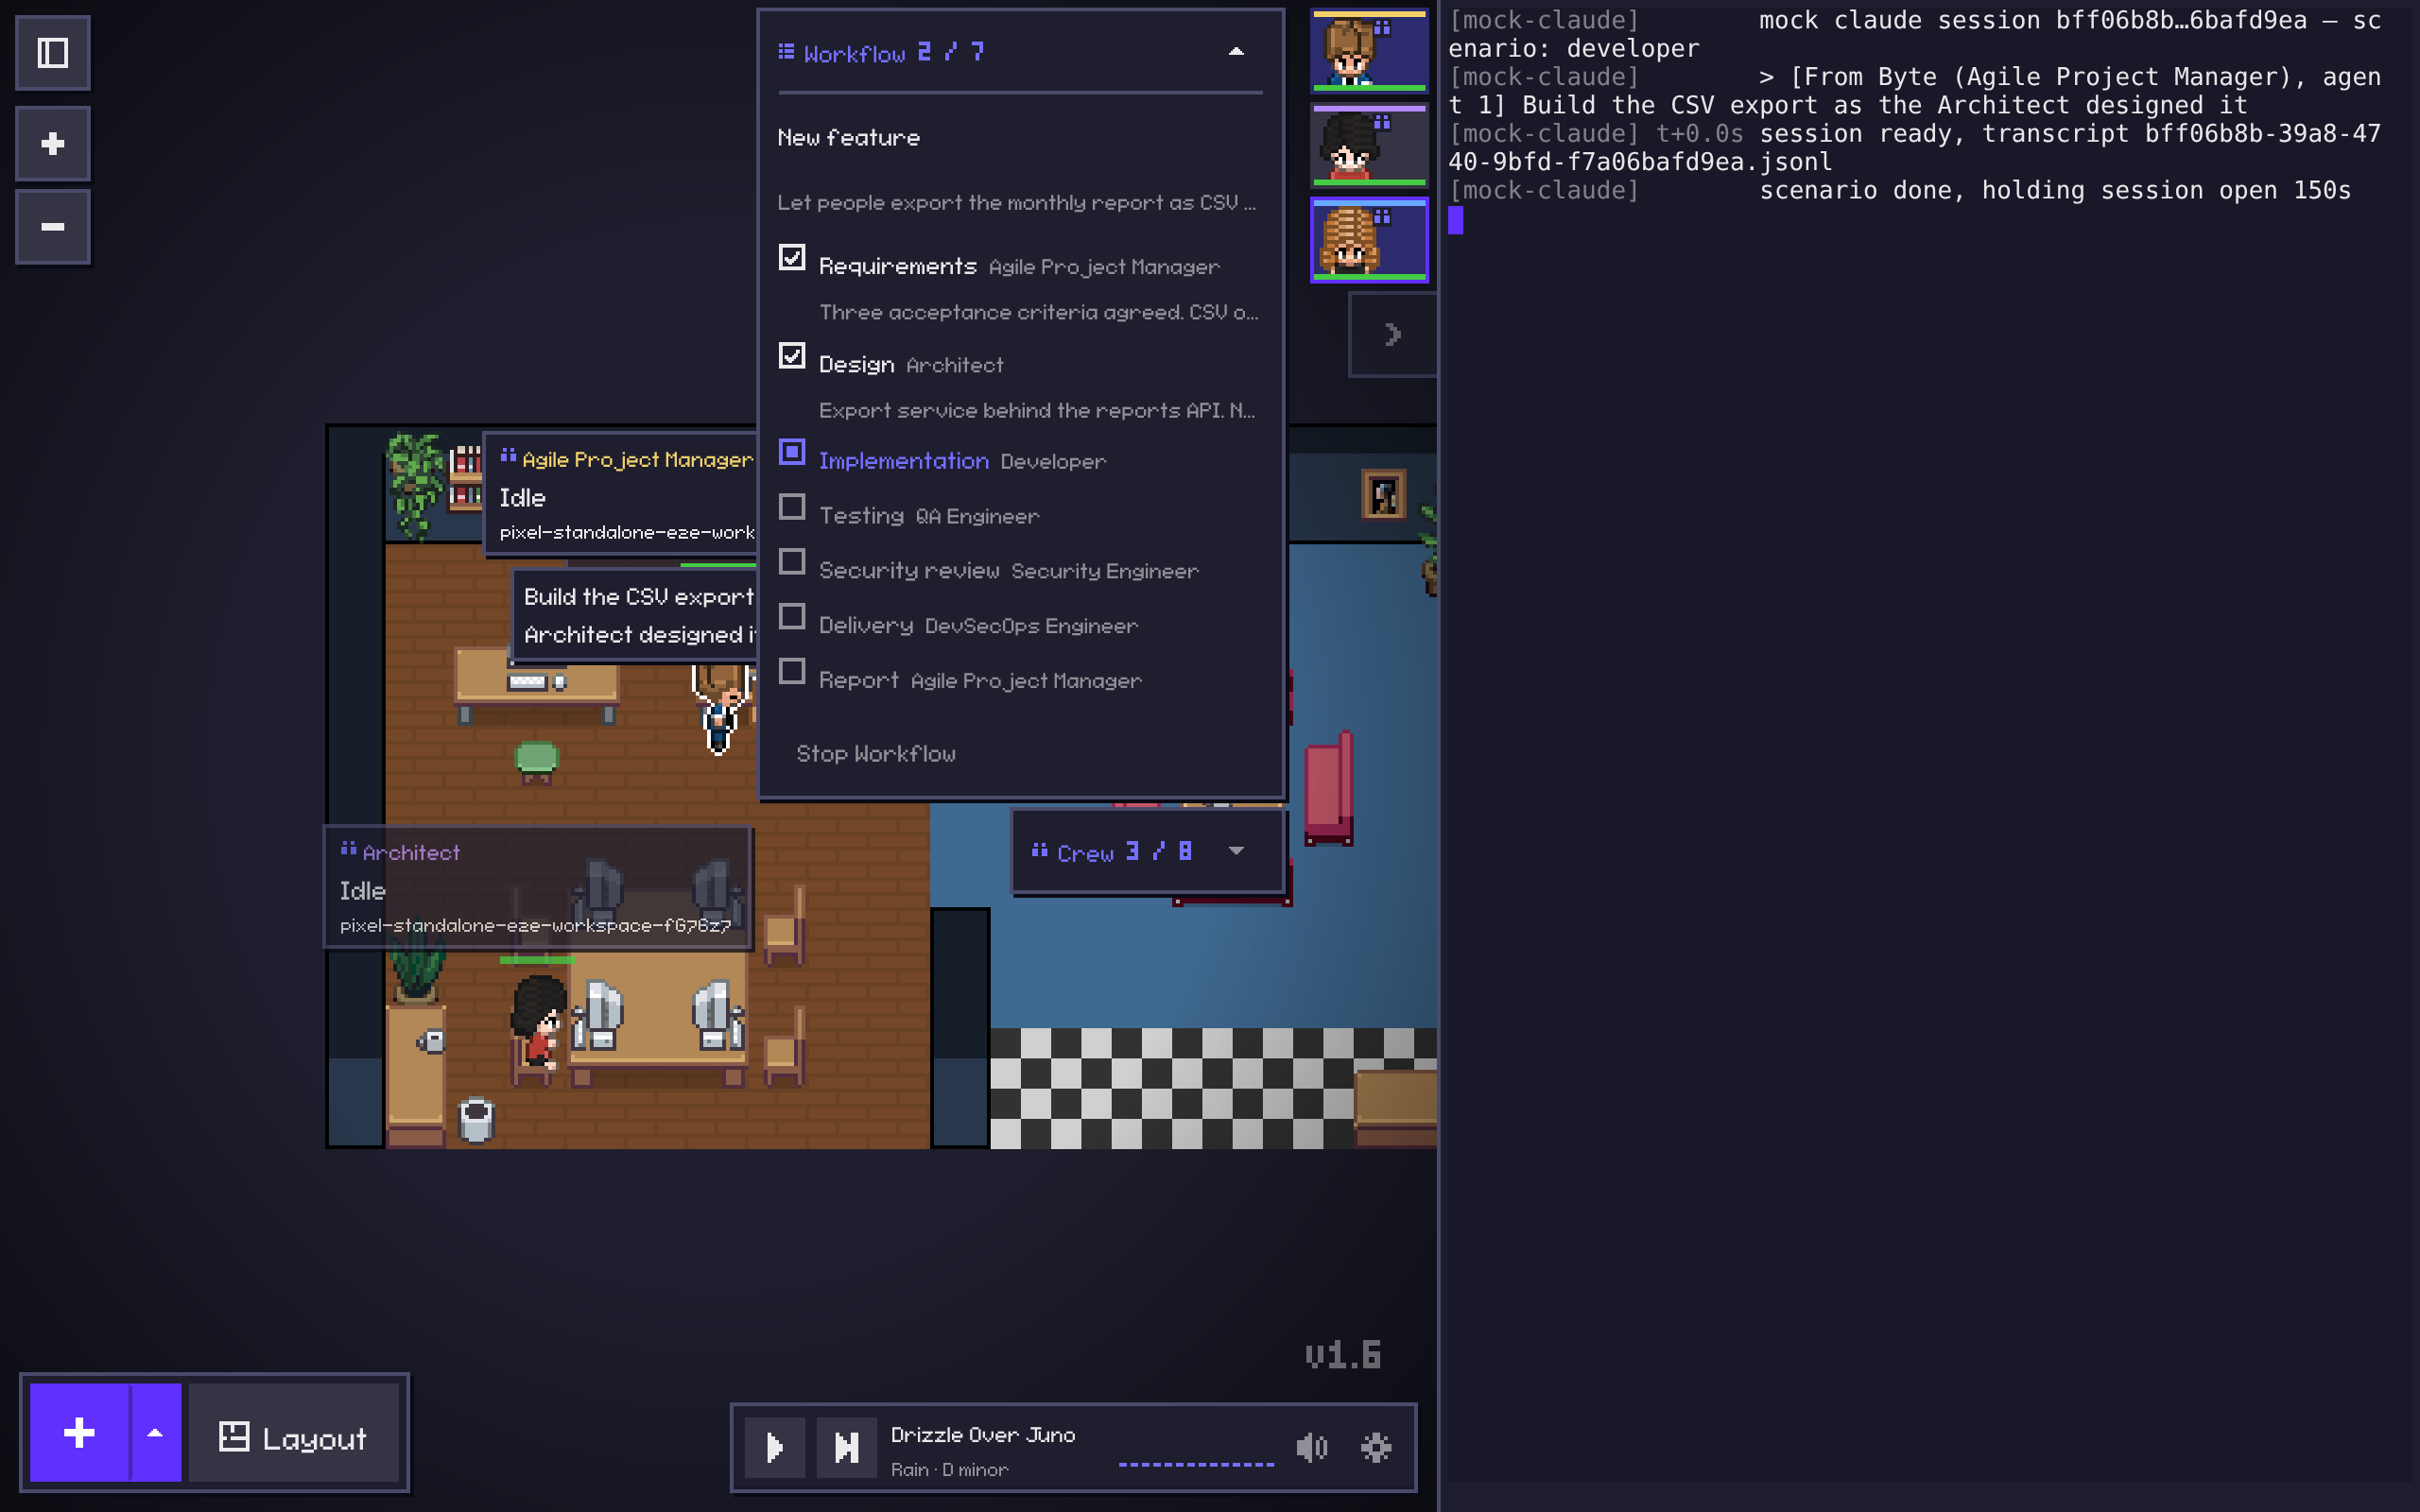 Workflow 2 / 7
New feature
Let people export the monthly report as CSV ...
Requirements Agile Project Manager
Three acceptance criteria agreed. CSV o...
Design Architect
Export service behind the reports API. N...
Implementation Developer
Testing QA Engineer
Security review Security Engineer
Delivery DevSecOps Engineer
Report Agile Project Manager
Stop Workflow
Crew 3 / 8
Agile Project Manager
Idle
pixel-standalone-e2e-work
Build the CSV export
Architect designed it
Architect
Idle
pixel-standalone-e2e-workspace-fG76z7
v1.6
+
Layout
Drizzle Over Juno
Rain · D minor
[mock-claude] mock claude session bff06b8b…6bafd9ea — sc
enario: developer
[mock-claude] > [From Byte (Agile Project Manager), agen
t 1] Build the CSV export as the Architect designed it
[mock-claude] t+0.0s session ready, transcript bff06b8b-39a8-47
40-9bfd-f7a06bafd9ea.jsonl
[mock-claude] scenario done, holding session open 150s